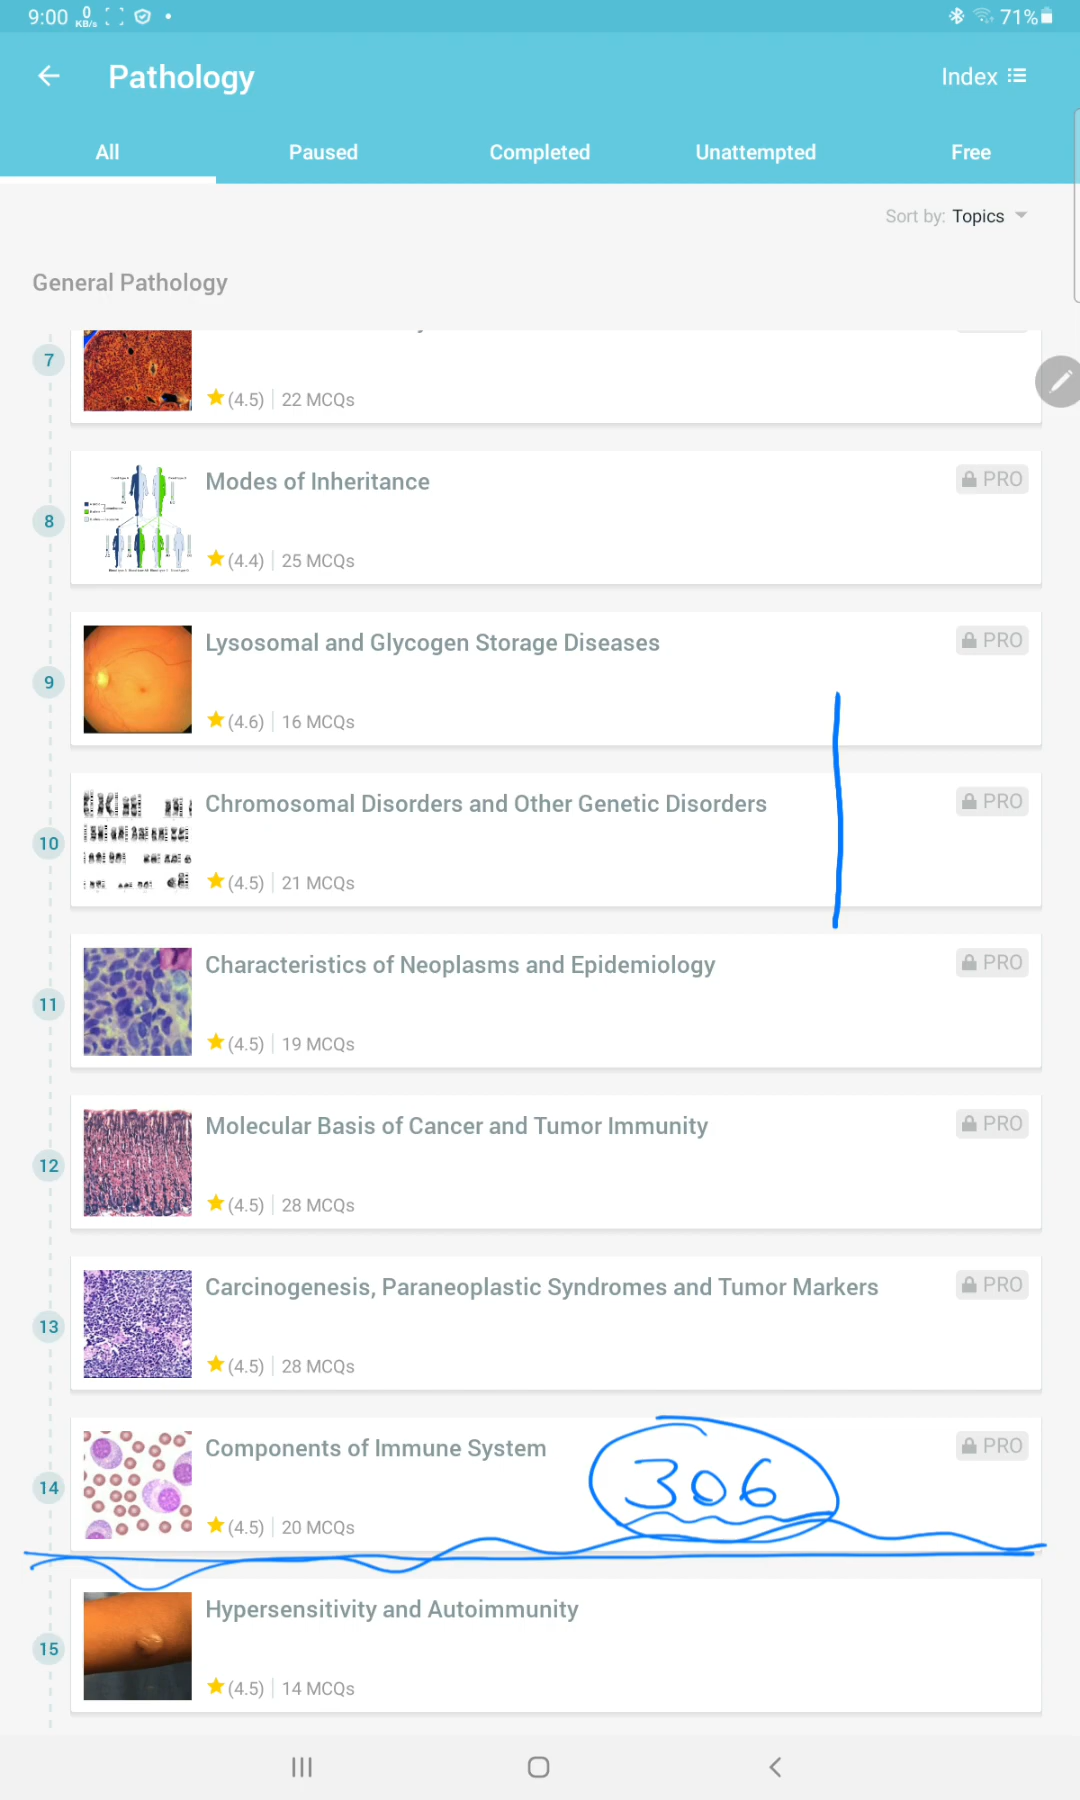 9:00 0 KB/s 71%
Pathology Index
All Paused Completed Unattempted Free
Sort by: Topics
General Pathology
7
(4.5) 22 MCQs
8
Modes of Inheritance PRO
(4.4) 25 MCQs
9
Lysosomal and Glycogen Storage Diseases PRO
(4.6) 16 MCQs
10
Chromosomal Disorders and Other Genetic Disorders PRO
(4.5) 21 MCQs
11
Characteristics of Neoplasms and Epidemiology PRO
(4.5) 19 MCQs
12
Molecular Basis of Cancer and Tumor Immunity PRO
(4.5) 28 MCQs
13
Carcinogenesis, Paraneoplastic Syndromes and Tumor Markers PRO
(4.5) 28 MCQs
14
Components of Immune System PRO
306
(4.5) 20 MCQs
15
Hypersensitivity and Autoimmunity
(4.5) 14 MCQs